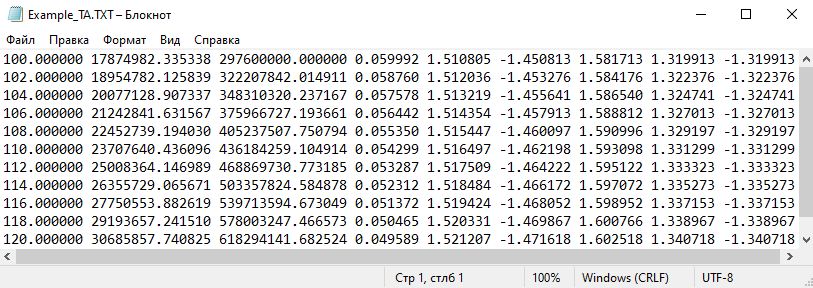 Example_TA.TXT – Блокнот
Файл Правка Формат Вид Справка
100.000000 17874982.335338 297600000.000000 0.059992 1.510805 -1.450813 1.581713 1.319913 -1.319913
102.000000 18954782.125839 322207842.014911 0.058760 1.512036 -1.453276 1.584176 1.322376 -1.322376
104.000000 20077128.907337 348310320.237167 0.057578 1.513219 -1.455641 1.586540 1.324741 -1.324741
106.000000 21242841.631567 375966727.193661 0.056442 1.514354 -1.457913 1.588812 1.327013 -1.327013
108.000000 22452739.194030 405237507.750794 0.055350 1.515447 -1.460097 1.590996 1.329197 -1.329197
110.000000 23707640.436096 436184259.104914 0.054299 1.516497 -1.462198 1.593098 1.331299 -1.331299
112.000000 25008364.146989 468869730.773185 0.053287 1.517509 -1.464222 1.595122 1.333323 -1.333323
114.000000 26355729.065671 503357824.584878 0.052312 1.518484 -1.466172 1.597072 1.335273 -1.335273
116.000000 27750553.882619 539713594.673049 0.051372 1.519424 -1.468052 1.598952 1.337153 -1.337153
118.000000 29193657.241510 578003247.466573 0.050465 1.520331 -1.469867 1.600766 1.338967 -1.338967
120.000000 30685857.740825 618294141.682524 0.049589 1.521207 -1.471618 1.602518 1.340718 -1.340718
Стр 1, стлб 1 100% Windows (CRLF) UTF-8